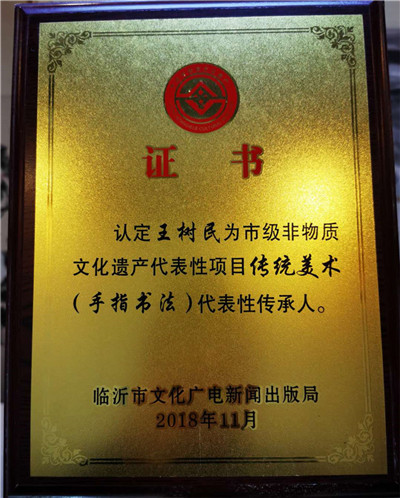 证书
认定王树民为市级非物质
文化遗产代表性项目传统美术
(手指书法)代表性传承人。
临沂市文化广电新闻出版局
2018年11月